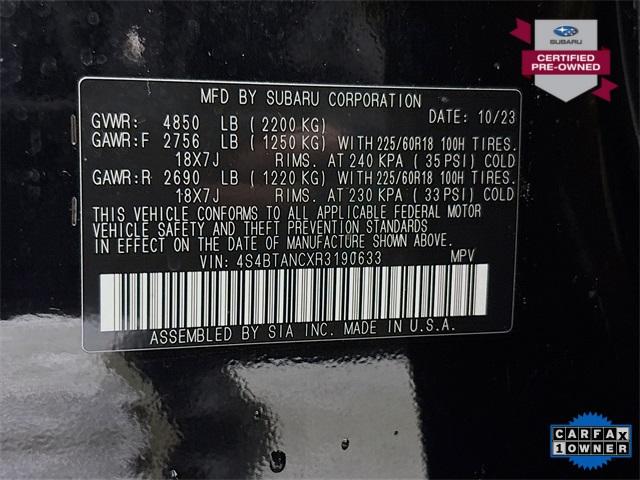 SUBARU
CERTIFIED
PRE-OWNED
MFD BY SUBARU CORPORATION
GVWR: 4850 LB (2200 KG) DATE: 10/23
GAWR:F 2756 LB (1250 KG) WITH 225/60R18 100H TIRES.
18X7J RIMS. AT 240 KPA (35 PSI) COLD
GAWR:R 2690 LB (1220 KG) WITH 225/60R18 100H TIRES.
18X7J RIMS. AT 230 KPA (33 PSI) COLD
THIS VEHICLE CONFORMS TO ALL APPLICABLE FEDERAL MOTOR
VEHICLE SAFETY AND THEFT PREVENTION STANDARDS
IN EFFECT ON THE DATE OF MANUFACTURE SHOWN ABOVE.
VIN: 4S4BTANCXR3190633 MPV
ASSEMBLED BY SIA INC. MADE IN U.S.A.
CARFAX
1 OWNER